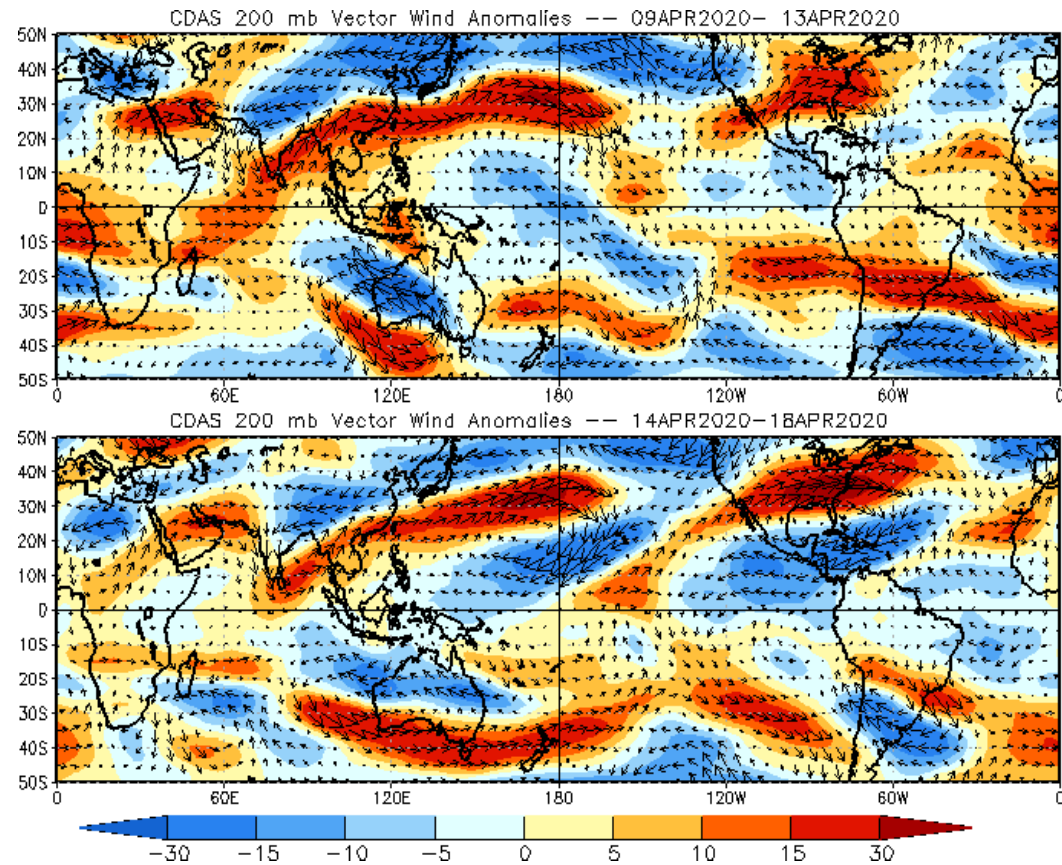 CDAS 200 mb Vector Wind Anomalies -- 09APR2020- 13APR2020
50N
40N
30N
20N
10N
0
10S
20S
30S
40S
50S
0 60E 120E 180 120W 60W 0
CDAS 200 mb Vector Wind Anomalies -- 14APR2020-18APR2020
50N
40N
30N
20N
10N
0
10S
20S
30S
40S
50S
0 60E 120E 180 120W 60W 0
-30 -15 -10 -5 0 5 10 15 30